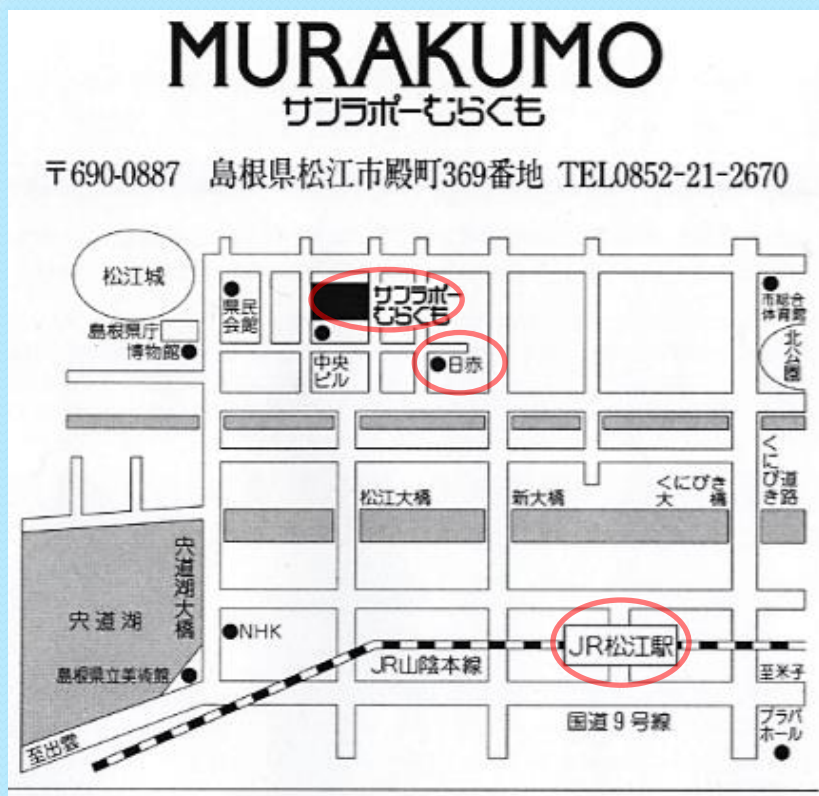 MURAKUMO
サンラポーむらくも
〒690-0887 島根県松江市殿町369番地 TEL0852-21-2670
松江城
県民
会館
サンラポー
むらくも
市総合
体育館
島根県庁
博物館
中央
ビル
日赤
北公園
くにびき道路
松江大橋
新大橋
くにびき
大橋
宍道湖大橋
宍道湖
NHK
JR松江駅
JR山陰本線
島根県立美術館
至米子
国道9号線
プラバ
ホール
至出雲